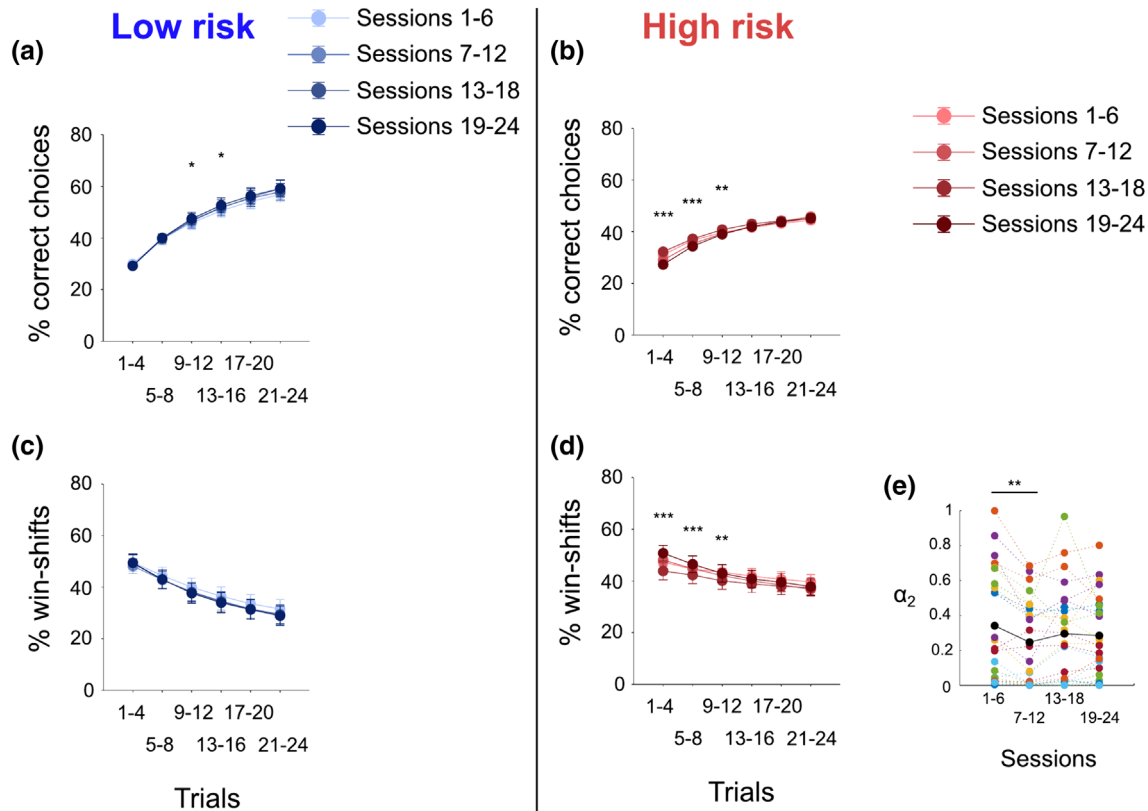 Low risk
High risk
(a)
Sessions 1-6
Sessions 7-12
Sessions 13-18
Sessions 19-24
% correct choices
80
60
40
20
0
* *
1-4 9-12 17-20
5-8 13-16 21-24
(b)
Sessions 1-6
Sessions 7-12
Sessions 13-18
Sessions 19-24
% correct choices
80
60
40
20
0
*** *** **
1-4 9-12 17-20
5-8 13-16 21-24
(c)
% win-shifts
80
60
40
20
0
1-4 9-12 17-20
5-8 13-16 21-24
Trials
(d)
% win-shifts
80
60
40
20
0
*** *** **
1-4 9-12 17-20
5-8 13-16 21-24
Trials
(e)
**
α2
1
0.8
0.6
0.4
0.2
0
1-6 13-18
7-12 19-24
Sessions